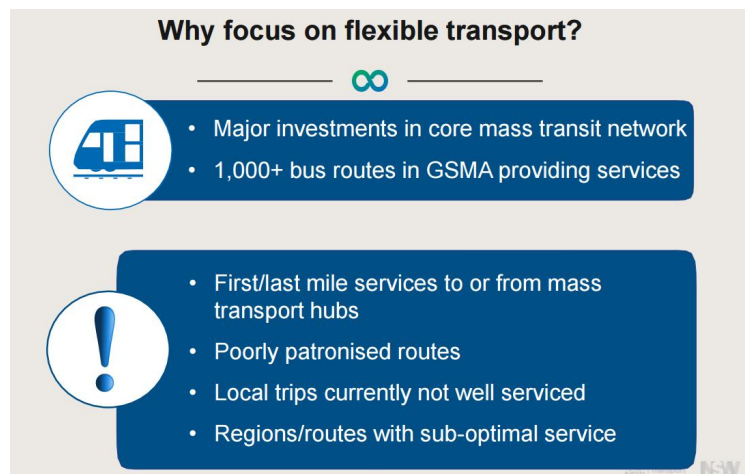 Why focus on flexible transport?
• Major investments in core mass transit network
• 1,000+ bus routes in GSMA providing services
• First/last mile services to or from mass
transport hubs
• Poorly patronised routes
• Local trips currently not well serviced
• Regions/routes with sub-optimal service
NSW